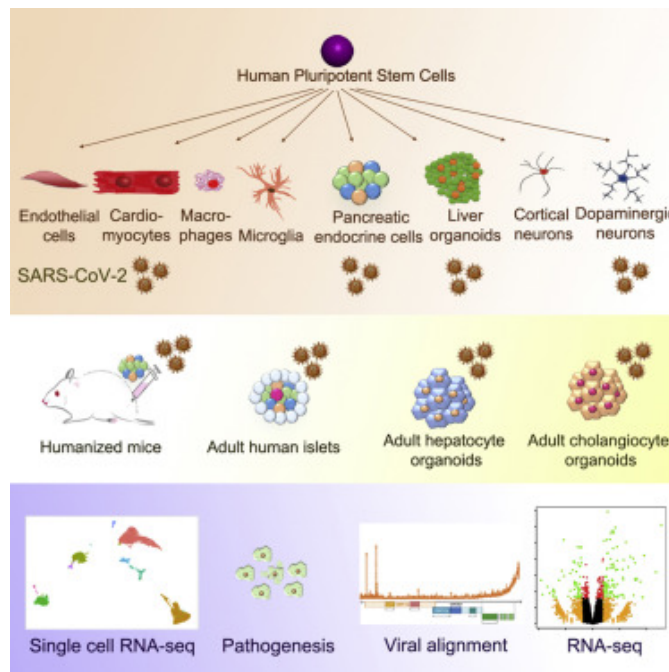 Human Pluripotent Stem Cells
Endothelial cells
Cardio-myocytes
Macro-phages
Microglia
Pancreatic endocrine cells
Liver organoids
Cortical neurons
Dopaminergic neurons
SARS-CoV-2
Humanized mice
Adult human islets
Adult hepatocyte organoids
Adult cholangiocyte organoids
Single cell RNA-seq
Pathogenesis
Viral alignment
RNA-seq